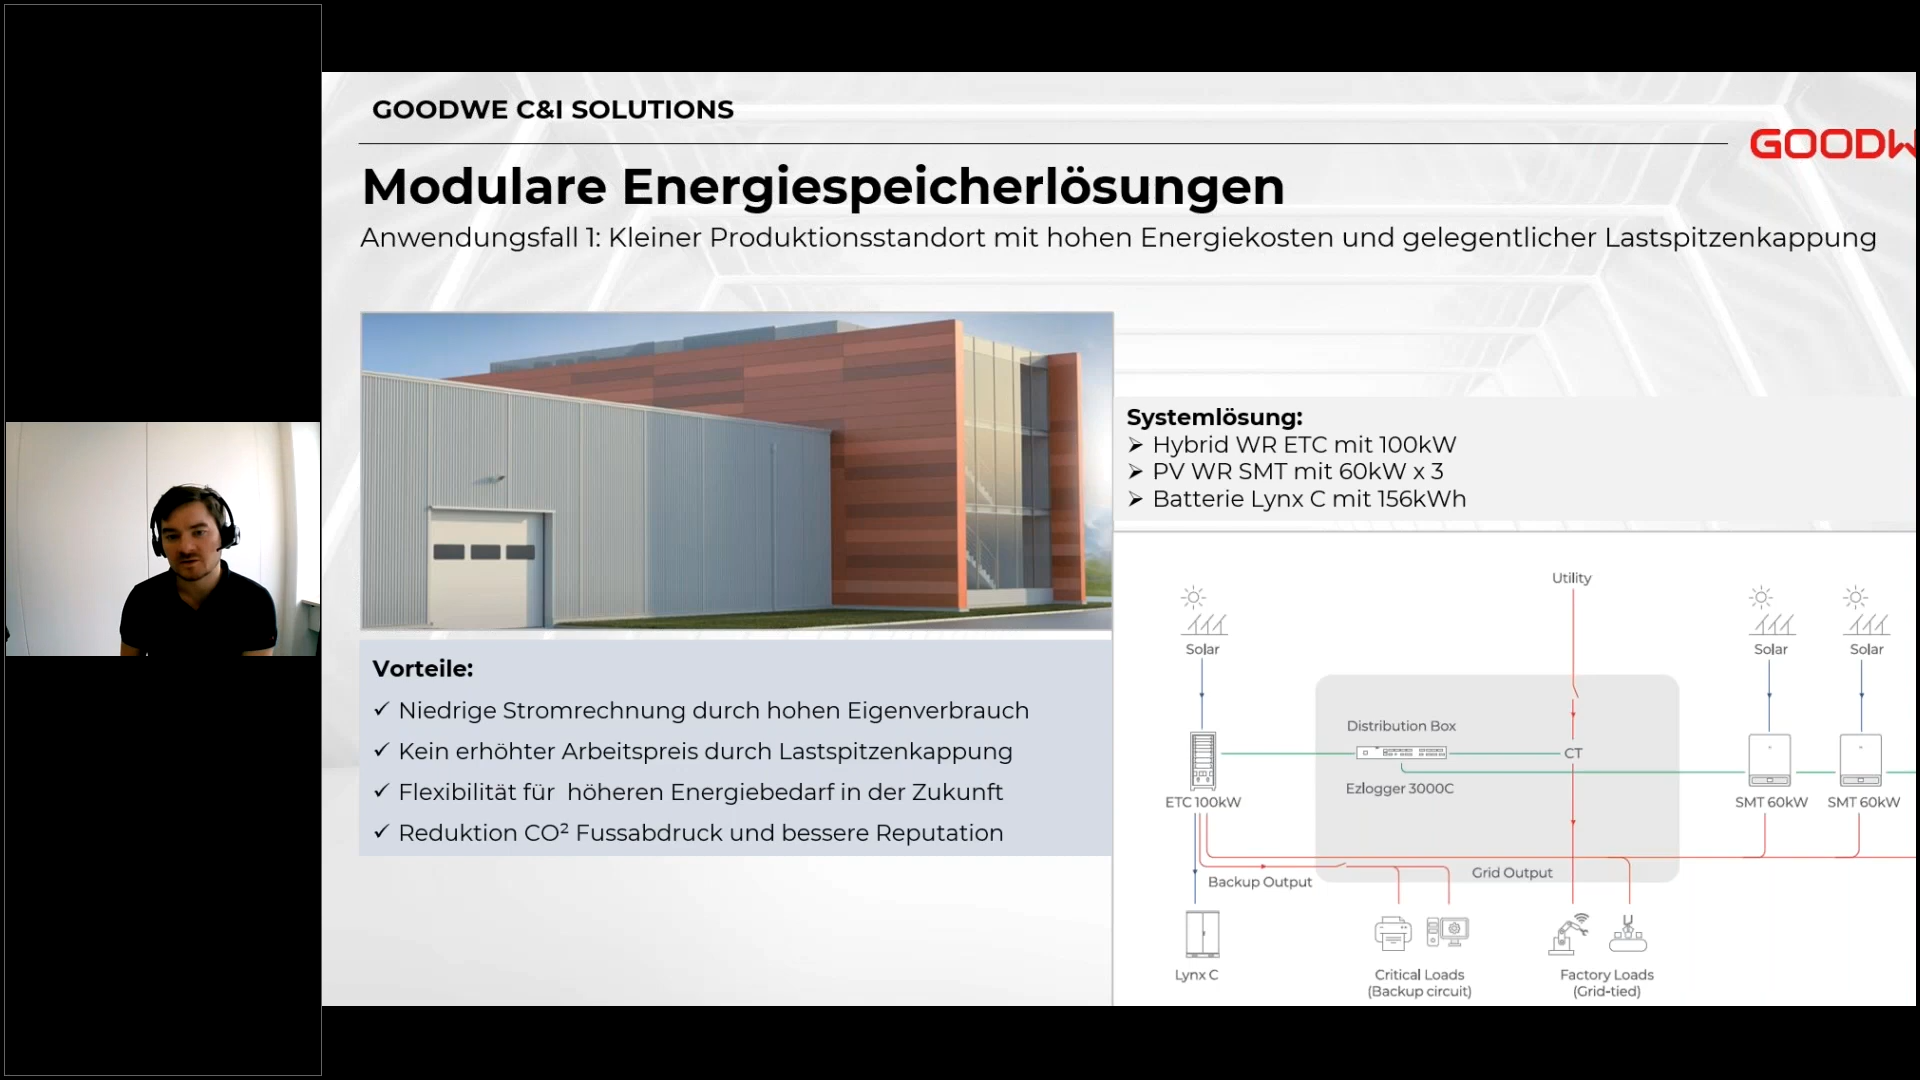 GOODWE C&I SOLUTIONS
GOODW
Modulare Energiespeicherlösungen
Anwendungsfall 1: Kleiner Produktionsstandort mit hohen Energiekosten und gelegentlicher Lastspitzenkappung
Systemlösung:
➢ Hybrid WR ETC mit 100kW
➢ PV WR SMT mit 60kW x 3
➢ Batterie Lynx C mit 156kWh
Vorteile:
✓ Niedrige Stromrechnung durch hohen Eigenverbrauch
✓ Kein erhöhter Arbeitspreis durch Lastspitzenkappung
✓ Flexibilität für  höheren Energiebedarf in der Zukunft
✓ Reduktion CO² Fussabdruck und bessere Reputation
Utility
Solar
Solar
Solar
Distribution Box
CT
Ezlogger 3000C
ETC 100kW
SMT 60kW
SMT 60kW
Backup Output
Grid Output
Lynx C
Critical Loads
(Backup circuit)
Factory Loads
(Grid-tied)